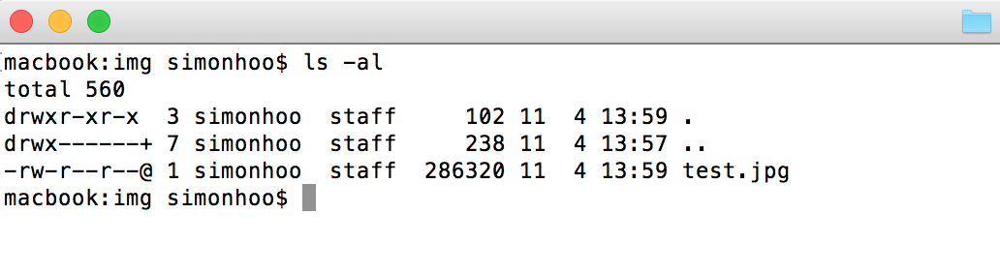 macbook:img simonhoo$ ls -al
total 560
drwxr-xr-x  3 simonhoo  staff     102 11  4 13:59 .
drwx------+ 7 simonhoo  staff     238 11  4 13:57 ..
-rw-r--r--@ 1 simonhoo  staff  286320 11  4 13:59 test.jpg
macbook:img simonhoo$